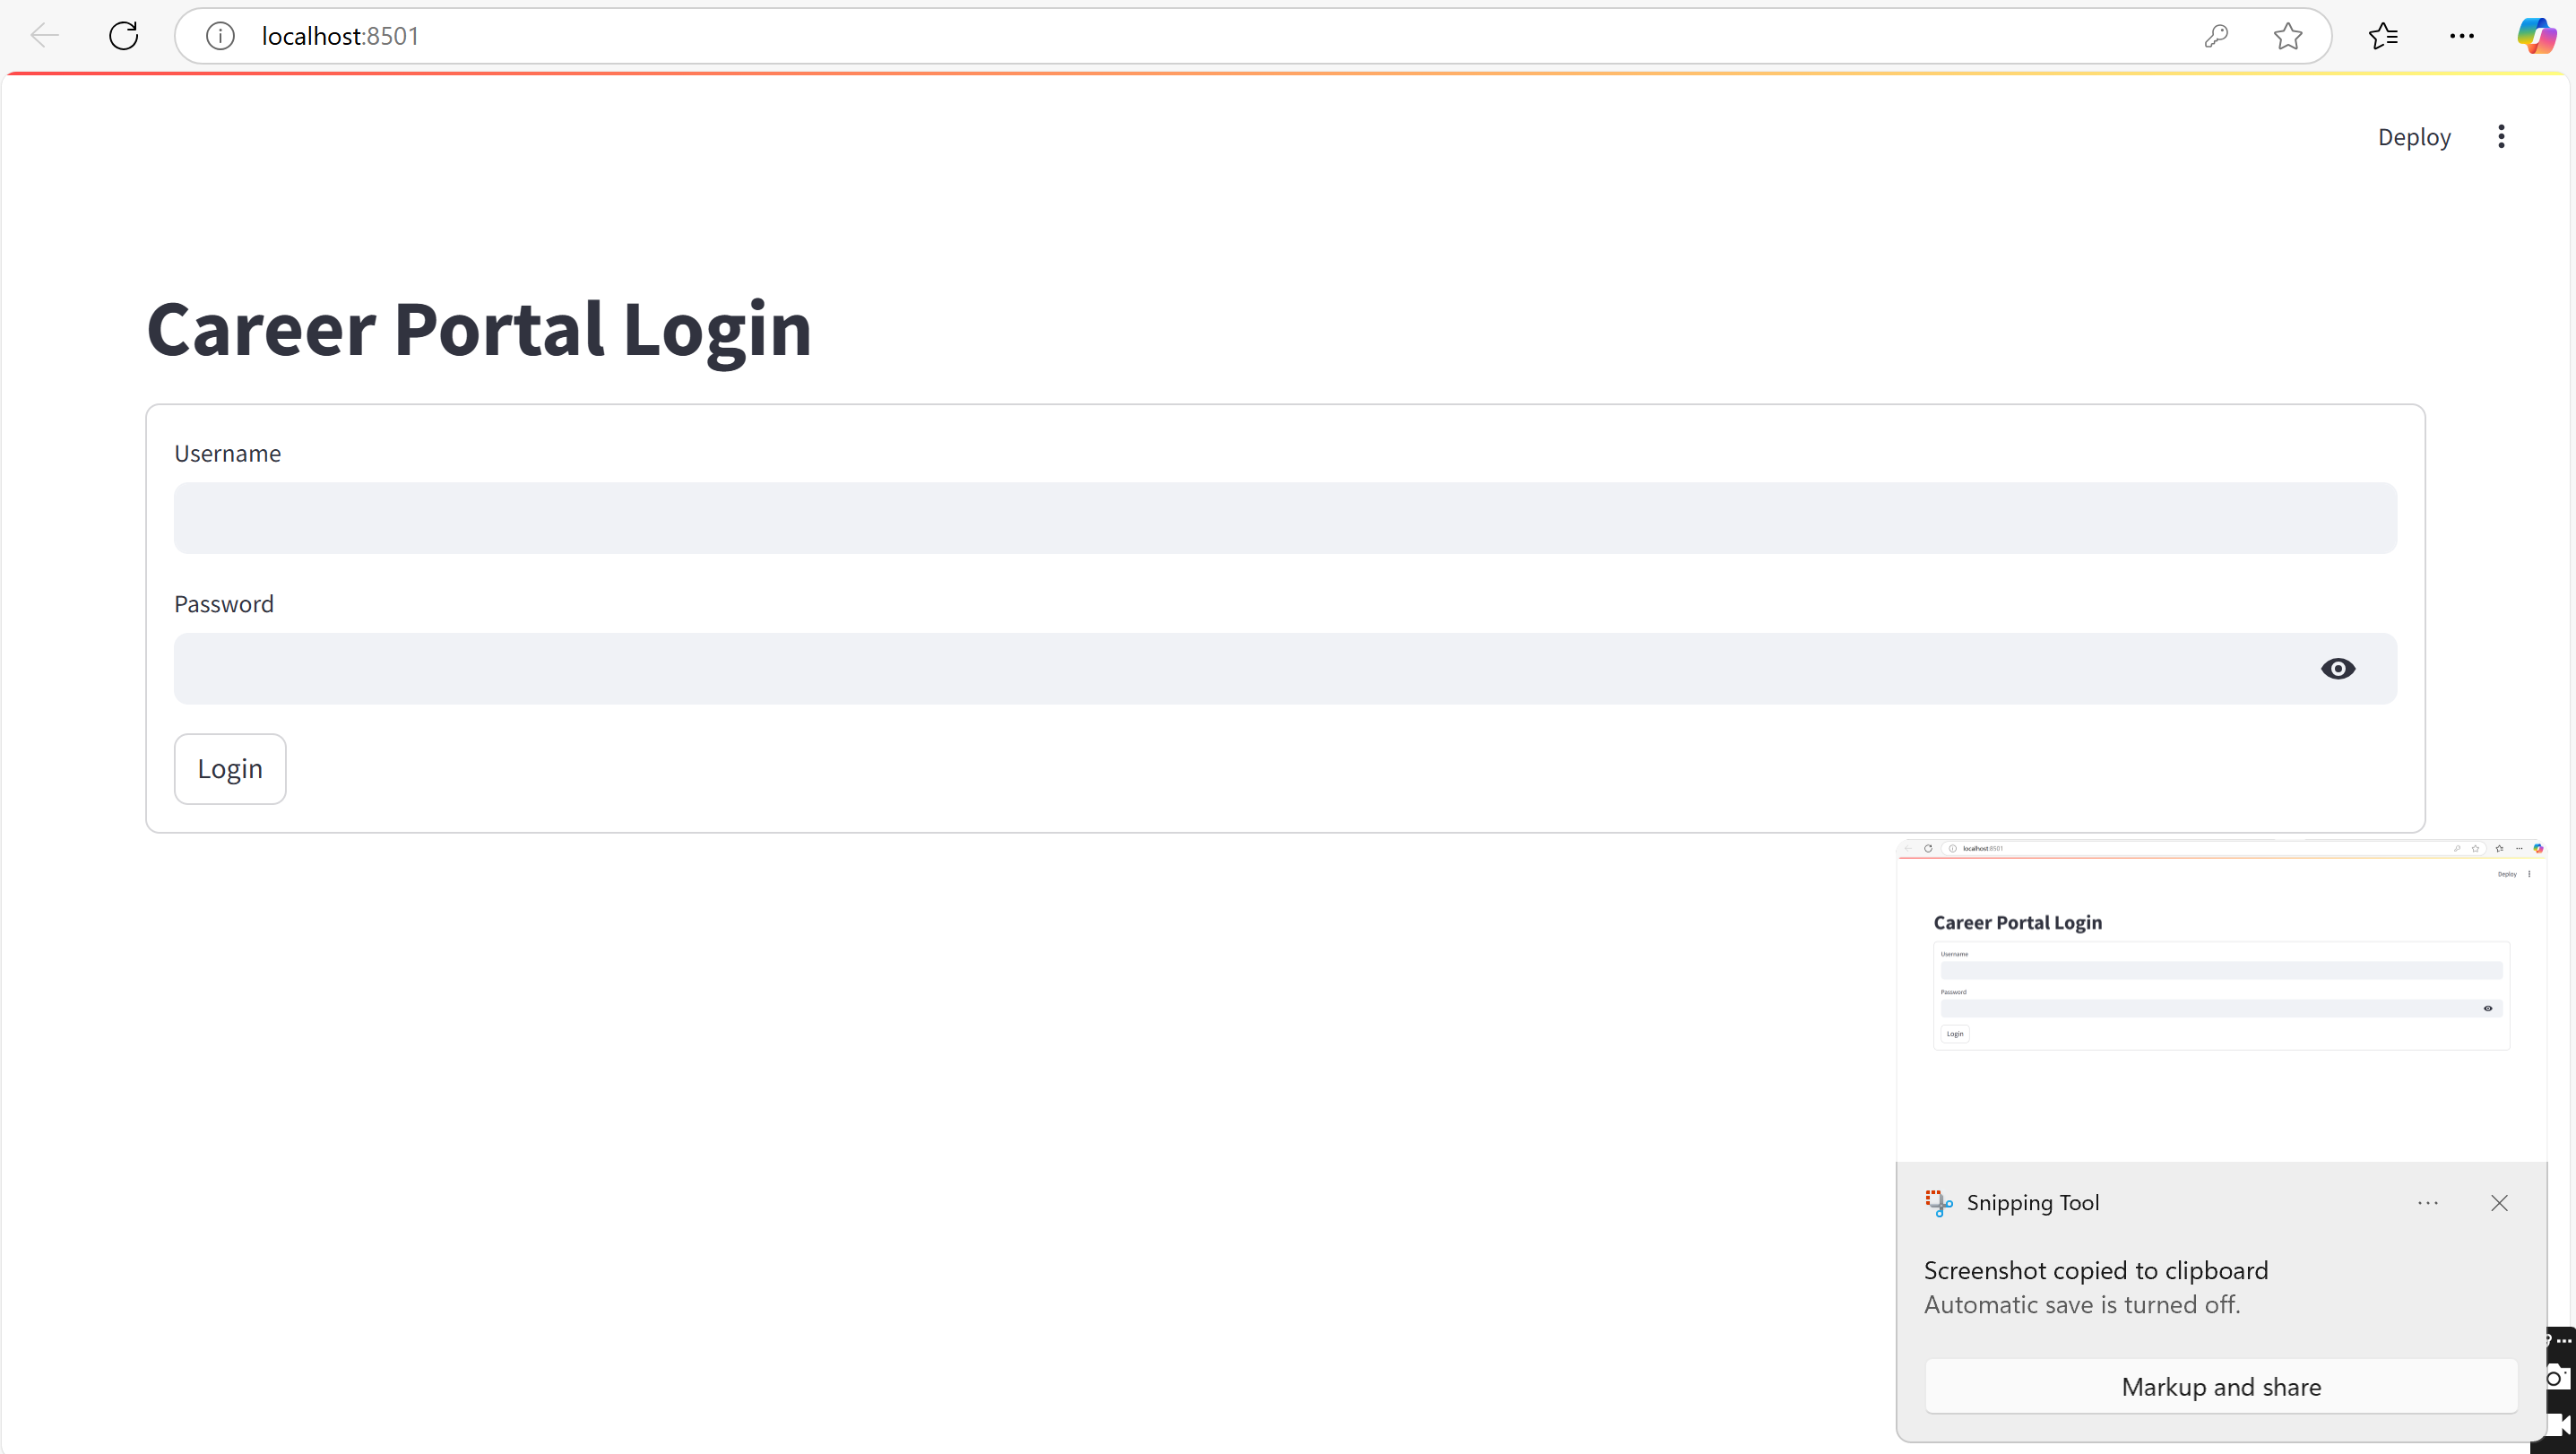 localhost:8501
Deploy
Career Portal Login
Username
Password
Login
localhost:8501
Deploy
Career Portal Login
Username
Password
Login
Snipping Tool
Screenshot copied to clipboard
Automatic save is turned off.
Markup and share